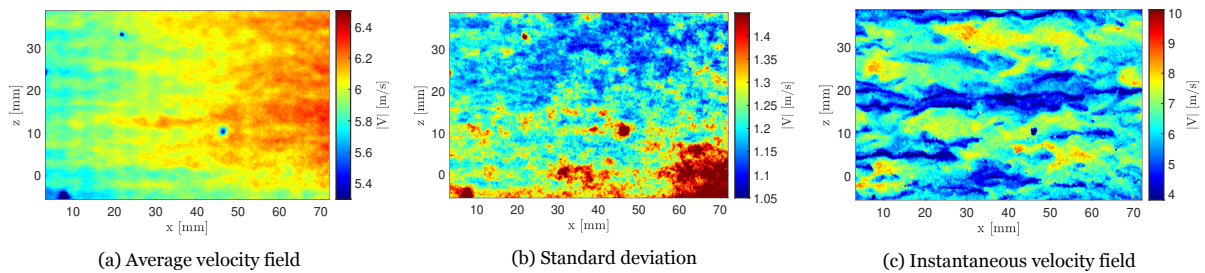 30
20
10
0
z [mm]
10 20 30 40 50 60 70
x [mm]
6.4
6.2
6
5.8
5.6
5.4
|V| [m/s]
(a) Average velocity field
30
20
10
0
z [mm]
10 20 30 40 50 60 70
x [mm]
1.4
1.35
1.3
1.25
1.2
1.15
1.1
1.05
|V| [m/s]
(b) Standard deviation
30
20
10
0
z [mm]
10 20 30 40 50 60 70
x [mm]
10
9
8
7
6
5
4
|V| [m/s]
(c) Instantaneous velocity field